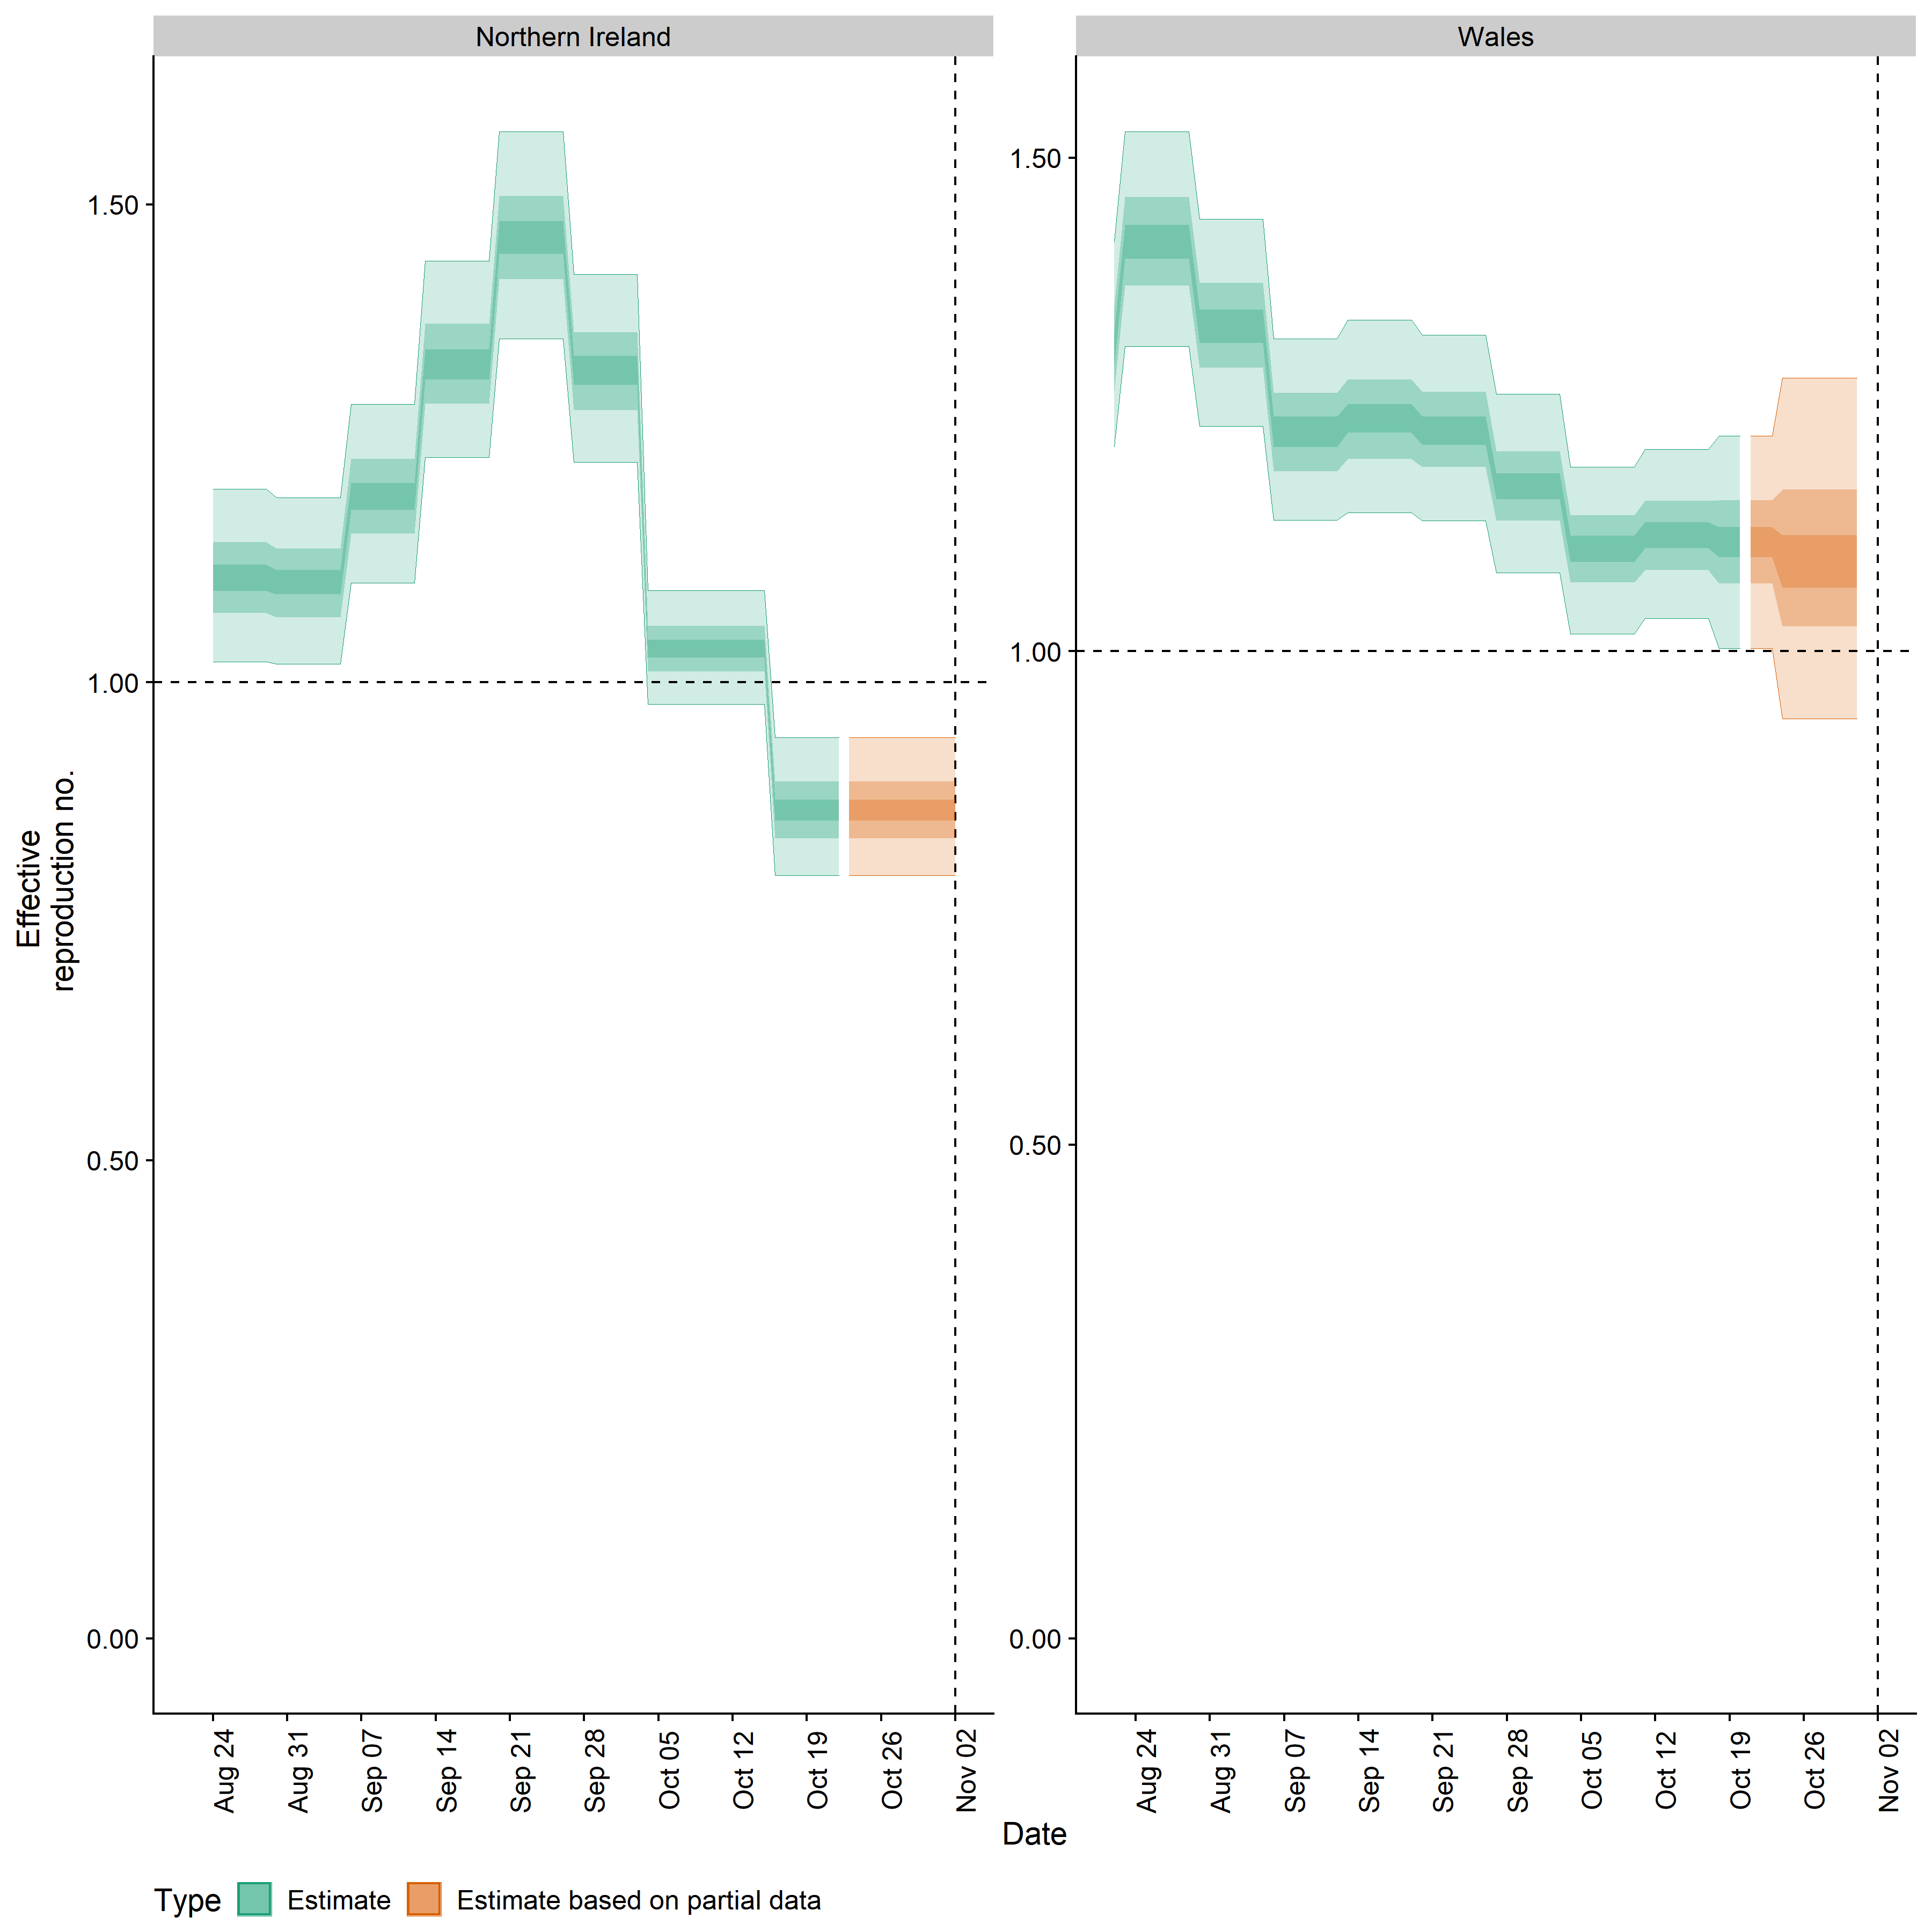 Northern Ireland
Wales
Effective
reproduction no.
1.50
1.00
0.50
0.00
1.50
1.00
0.50
0.00
Aug 24
Aug 31
Sep 07
Sep 14
Sep 21
Sep 28
Oct 05
Oct 12
Oct 19
Oct 26
Nov 02
Aug 24
Aug 31
Sep 07
Sep 14
Sep 21
Sep 28
Oct 05
Oct 12
Oct 19
Oct 26
Nov 02
Date
Type Estimate Estimate based on partial data